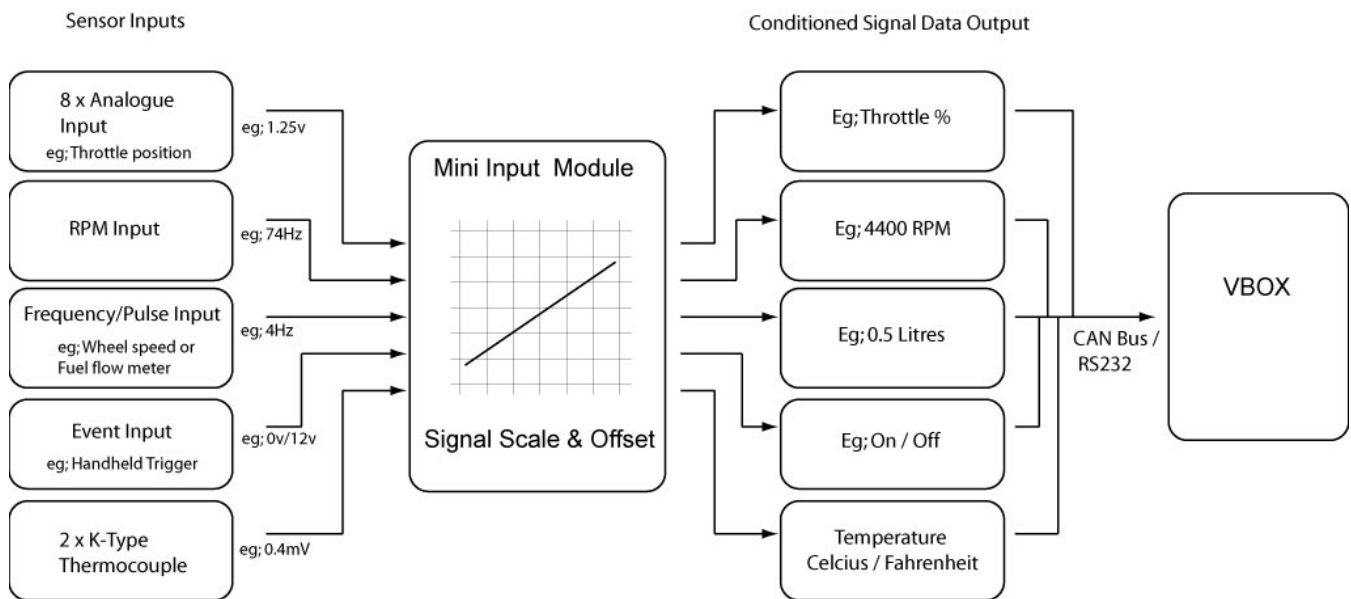 Sensor Inputs
Conditioned Signal Data Output
8 x Analogue
Input
eg; Throttle position
eg; 1.25v
RPM Input
eg; 74Hz
Frequency/Pulse Input
eg; Wheel speed or
Fuel flow meter
eg; 4Hz
Event Input
eg; Handheld Trigger
eg; 0v/12v
2 x K-Type
Thermocouple
eg; 0.4mV
Mini Input Module
Signal Scale & Offset
Eg; Throttle %
Eg; 4400 RPM
Eg; 0.5 Litres
Eg; On / Off
Temperature
Celcius / Fahrenheit
CAN Bus /
RS232
VBOX